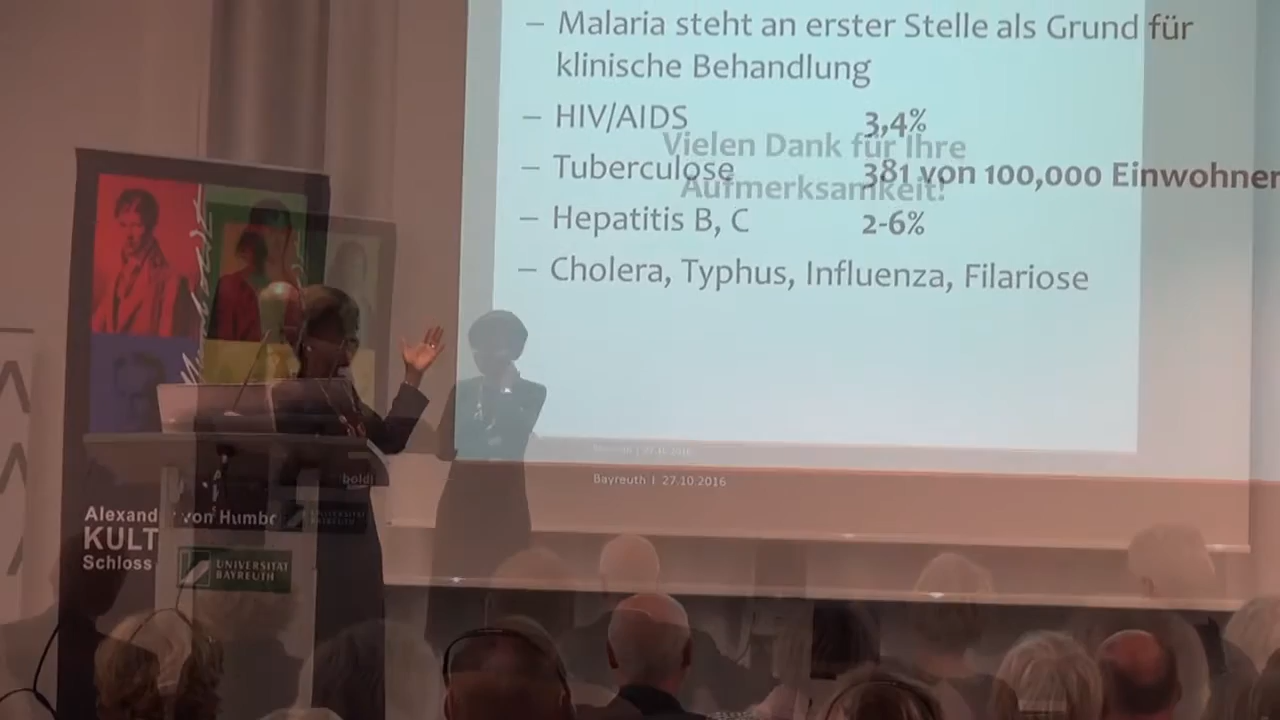 – Malaria steht an erster Stelle als Grund für
klinische Behandlung
– HIV/AIDS 3,4%
Vielen Dank für Ihre
– Tuberculose 381 von 100,000 Einwohner
Aufmerksamkeit!
– Hepatitis B, C 2-6%
– Cholera, Typhus, Influenza, Filariose
Bayreuth | 27.10.2016
Alexand von Humbo
KULT
Schloss
UNIVERSITÄT
BAYREUTH